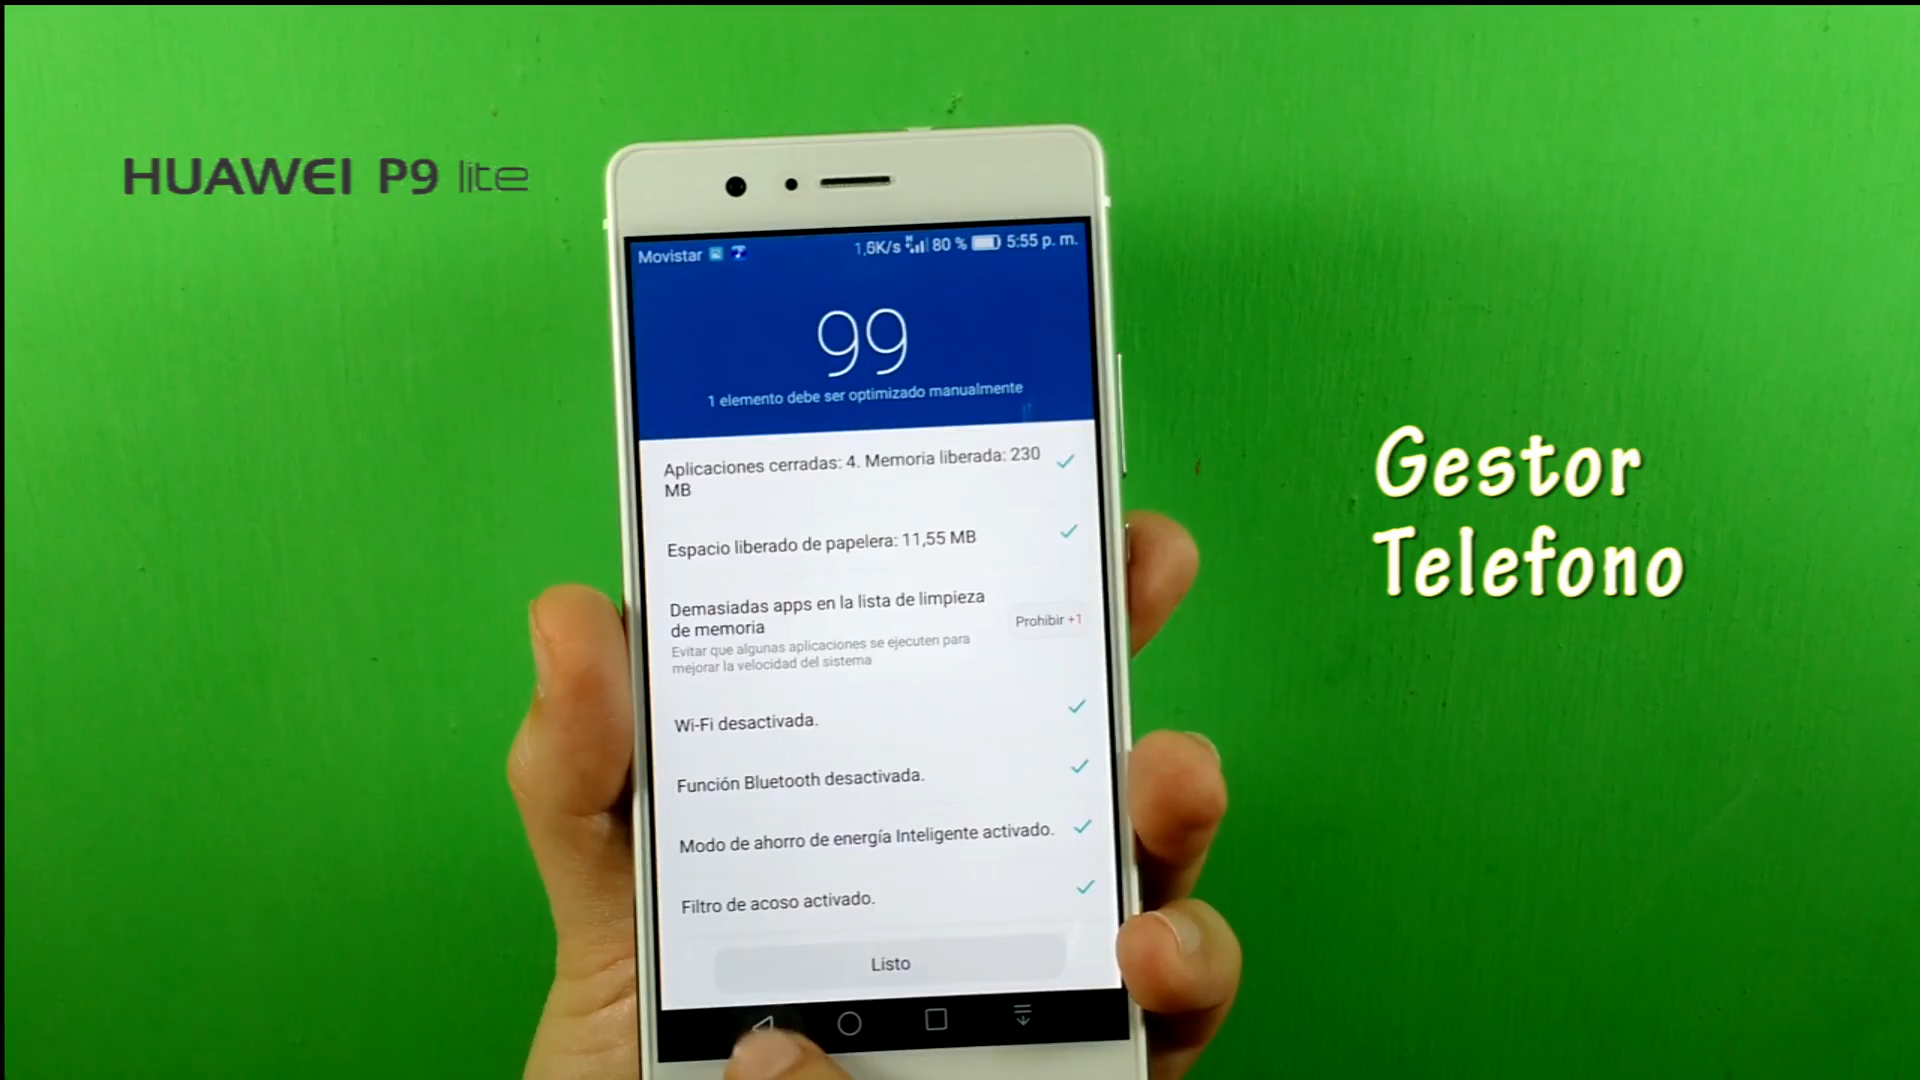 HUAWEI P9 lite
Movistar 1,6K/s 80 % 5:55 p. m.
99
1 elemento debe ser optimizado manualmente
Aplicaciones cerradas: 4. Memoria liberada: 230
MB
Espacio liberado de papelera: 11,55 MB
Demasiadas apps en la lista de limpieza
de memoria
Prohibir +1
Evitar que algunas aplicaciones se ejecuten para
mejorar la velocidad del sistema
Wi-Fi desactivada.
Función Bluetooth desactivada.
Modo de ahorro de energía Inteligente activado.
Filtro de acoso activado.
Listo
Gestor
Telefono